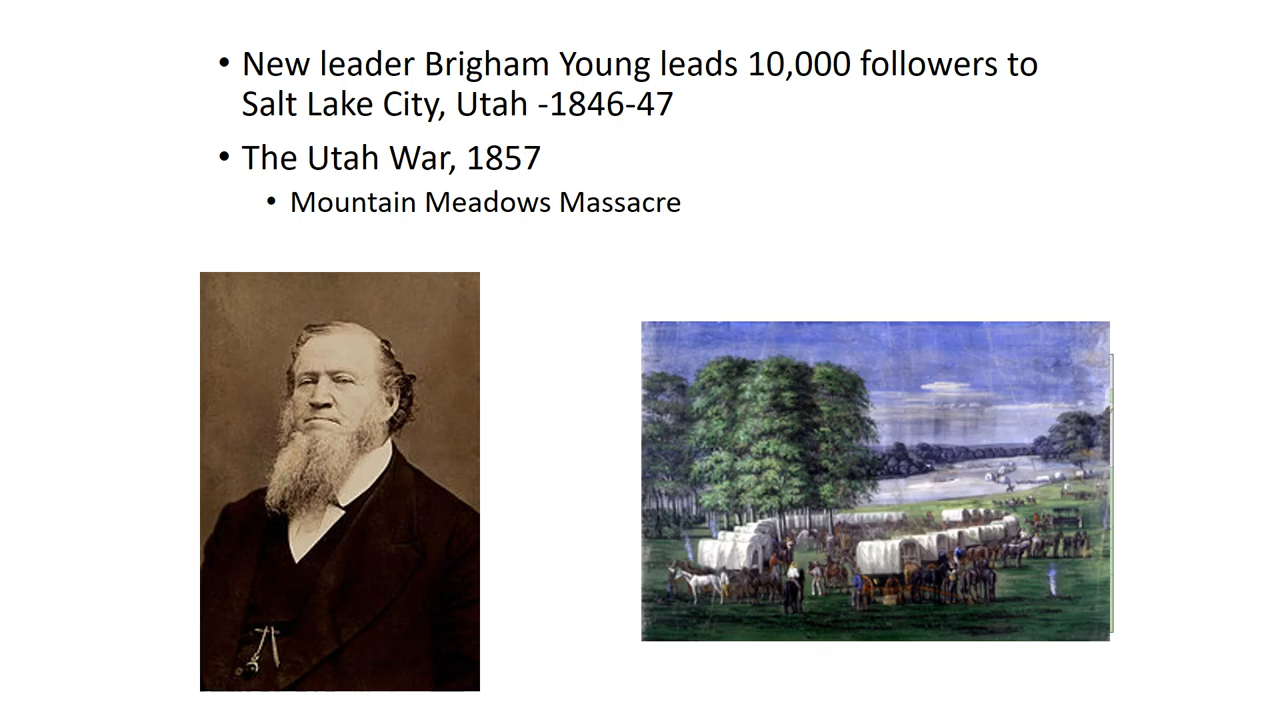 • New leader Brigham Young leads 10,000 followers to
Salt Lake City, Utah -1846-47
• The Utah War, 1857
• Mountain Meadows Massacre